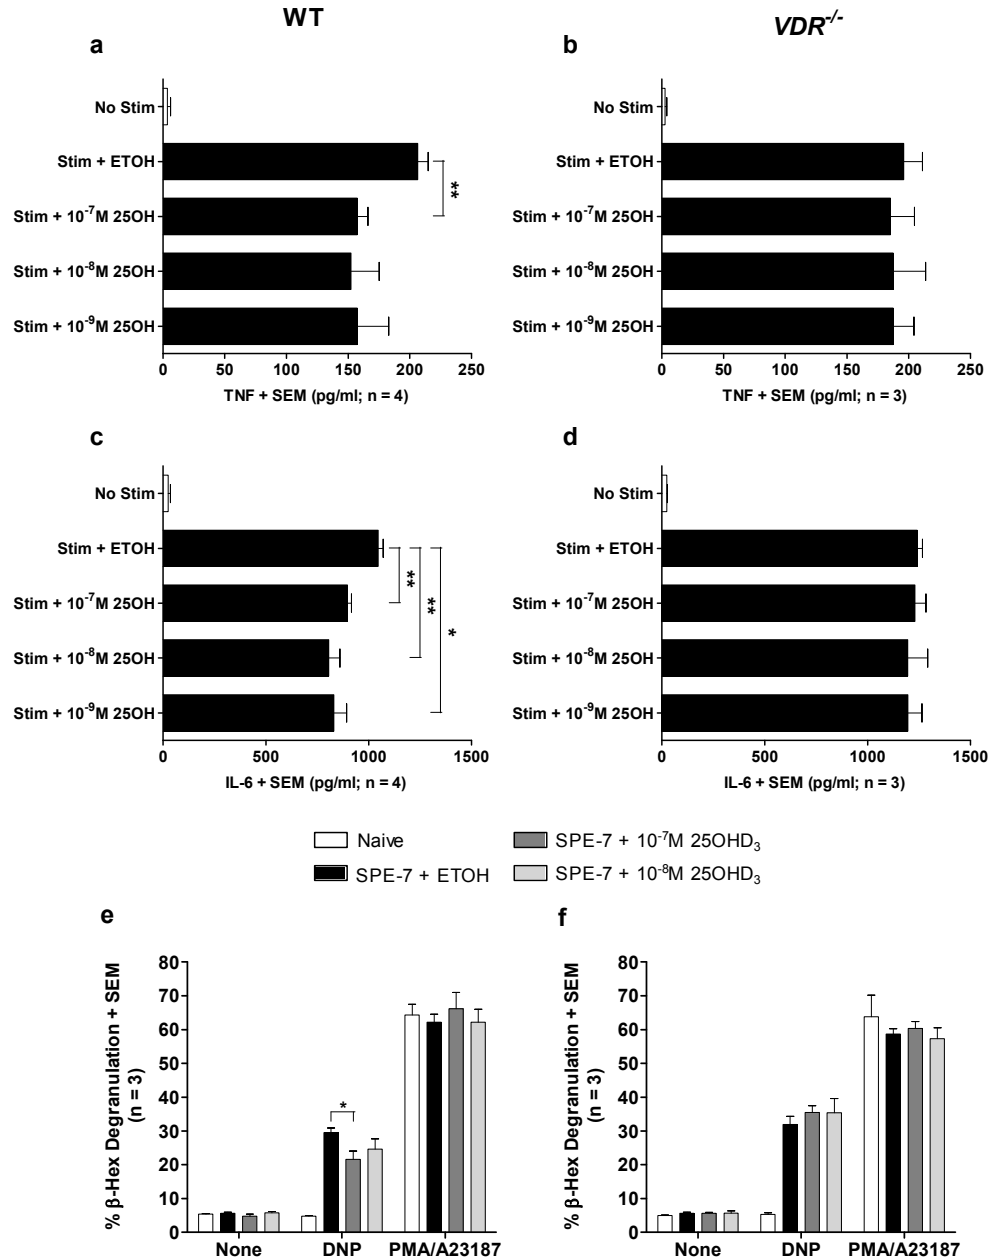 WT
VDR-/-
a
b
No Stim
Stim + ETOH
Stim + 10-7M 25OH
Stim + 10-8M 25OH
Stim + 10-9M 25OH
**
0 50 100 150 200 250
TNF + SEM (pg/ml; n = 4)
No Stim
Stim + ETOH
Stim + 10-7M 25OH
Stim + 10-8M 25OH
Stim + 10-9M 25OH
0 50 100 150 200 250
TNF + SEM (pg/ml; n = 3)
c
d
No Stim
Stim + ETOH
Stim + 10-7M 25OH
Stim + 10-8M 25OH
Stim + 10-9M 25OH
**
**
*
0 500 1000 1500
IL-6 + SEM (pg/ml; n = 4)
No Stim
Stim + ETOH
Stim + 10-7M 25OH
Stim + 10-8M 25OH
Stim + 10-9M 25OH
0 500 1000 1500
IL-6 + SEM (pg/ml; n = 3)
Naive
SPE-7 + ETOH
SPE-7 + 10-7M 25OHD3
SPE-7 + 10-8M 25OHD3
e
f
% β-Hex Degranulation + SEM
(n = 3)
80
70
60
50
40
30
20
10
0
*
None DNP PMA/A23187
% β-Hex Degranulation + SEM
(n = 3)
80
70
60
50
40
30
20
10
0
None DNP PMA/A23187